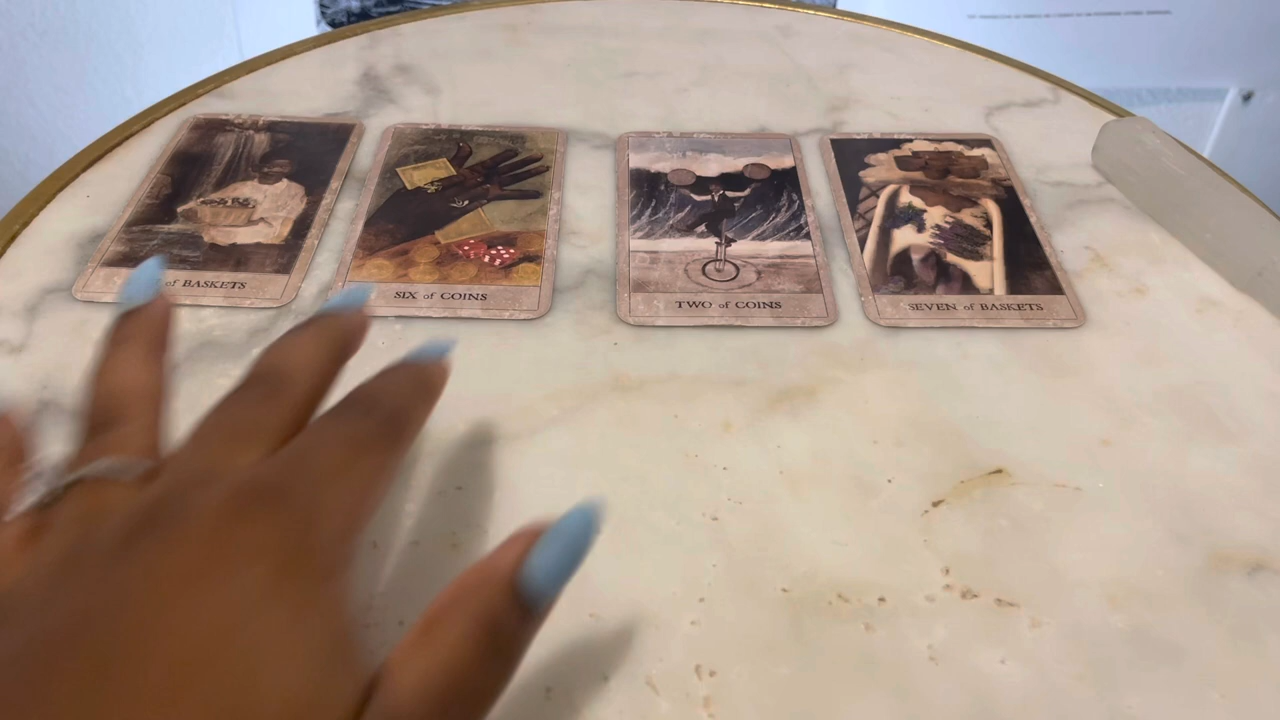 of BASKETS
SIX of COINS
TWO of COINS
SEVEN of BASKETS